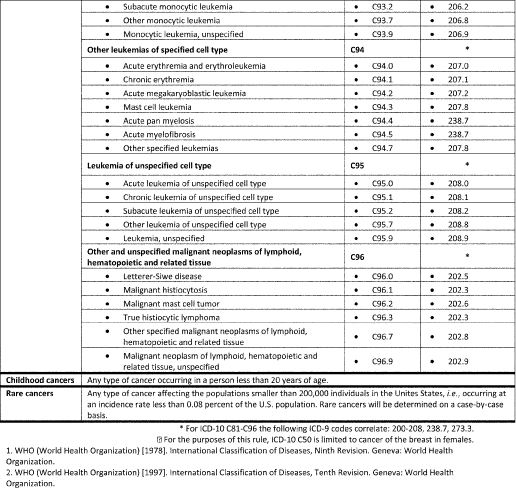 • Subacute monocytic leukemia • C93.2 • 206.2
• Other monocytic leukemia • C93.7 • 206.8
• Monocytic leukemia, unspecified • C93.9 • 206.9
Other leukemias of specified cell type C94 *
• Acute erythremia and erythroleukemia • C94.0 • 207.0
• Chronic erythremia • C94.1 • 207.1
• Acute megakaryoblastic leukemia • C94.2 • 207.2
• Mast cell leukemia • C94.3 • 207.8
• Acute pan myelosis • C94.4 • 238.7
• Acute myelofibrosis • C94.5 • 238.7
• Other specified leukemias • C94.7 • 207.8
Leukemia of unspecified cell type C95 *
• Acute leukemia of unspecified cell type • C95.0 • 208.0
• Chronic leukemia of unspecified cell type • C95.1 • 208.1
• Subacute leukemia of unspecified cell type • C95.2 • 208.2
• Other leukemia of unspecified cell type • C95.7 • 208.8
• Leukemia, unspecified • C95.9 • 208.9
Other and unspecified malignant neoplasms of lymphoid,
hematopoietic and related tissue C96 *
• Letterer-Siwe disease • C96.0 • 202.5
• Malignant histiocytosis • C96.1 • 202.3
• Malignant mast cell tumor • C96.2 • 202.6
• True histiocytic lymphoma • C96.3 • 202.3
• Other specified malignant neoplasms of lymphoid,
hematopoietic and related tissue • C96.7 • 202.8
• Malignant neoplasm of lymphoid, hematopoietic and
related tissue, unspecified • C96.9 • 202.9
Childhood cancers Any type of cancer occurring in a person less than 20 years of age.
Rare cancers Any type of cancer affecting the populations smaller than 200,000 individuals in the Unites States, i.e., occurring at
an incidence rate less than 0.08 percent of the U.S. population. Rare cancers will be determined on a case-by-case
basis.
* For ICD-10 C81-C96 the following ICD-9 codes correlate: 200-208, 238.7, 273.3.
For the purposes of this rule, ICD-10 C50 is limited to cancer of the breast in females.
1. WHO (World Health Organization) [1978]. International Classification of Diseases, Ninth Revision. Geneva: World Health
Organization.
2. WHO (World Health Organization) [1997]. International Classification of Diseases, Tenth Revision. Geneva: World Health
Organization.